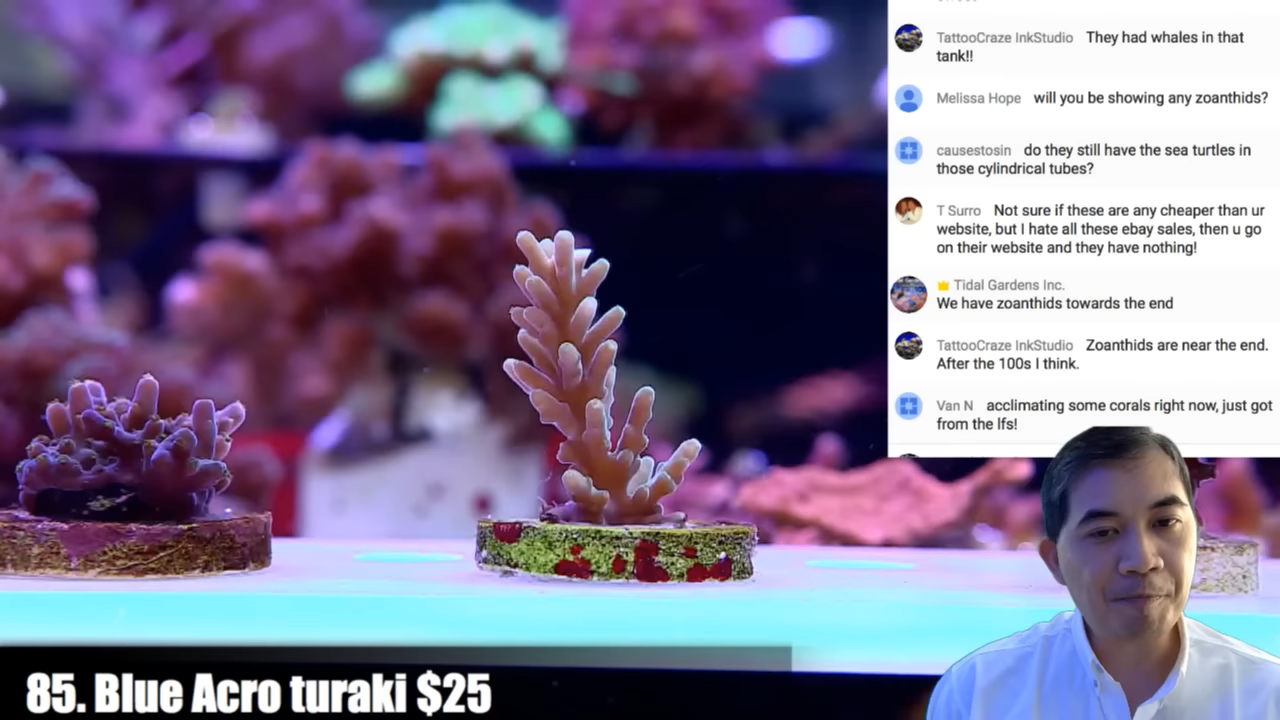 TattooCraze InkStudio They had whales in that
tank!!
Melissa Hope will you be showing any zoanthids?
causestosin do they still have the sea turtles in
those cylindrical tubes?
T Surro Not sure if these are any cheaper than ur
website, but I hate all these ebay sales, then u go
on their website and they have nothing!
Tidal Gardens Inc.
We have zoanthids towards the end
TattooCraze InkStudio Zoanthids are near the end.
After the 100s I think.
Van N acclimating some corals right now, just got
from the lfs!
85. Blue Acro turaki $25